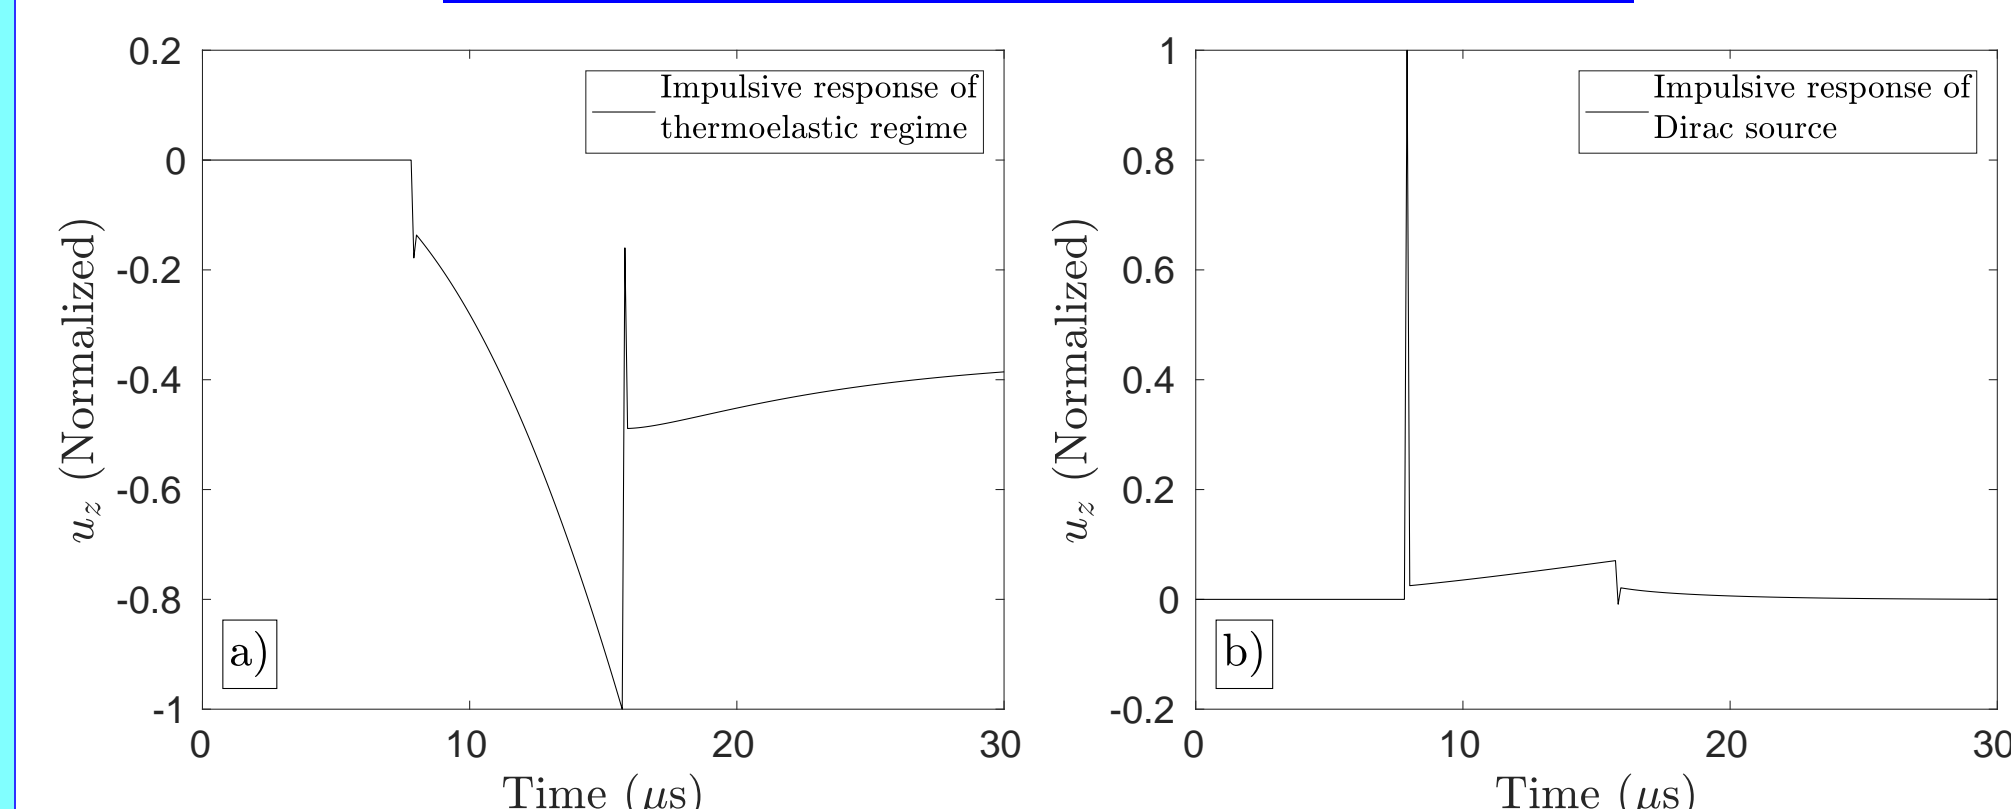 0.2
0
-0.2
-0.4
-0.6
-0.8
-1
0
10
20
30
u_z (Normalized)
Time (μs)
Impulsive response of
thermoelastic regime
a)
1
0.8
0.6
0.4
0.2
0
-0.2
0
10
20
30
u_z (Normalized)
Time (μs)
Impulsive response of
Dirac source
b)